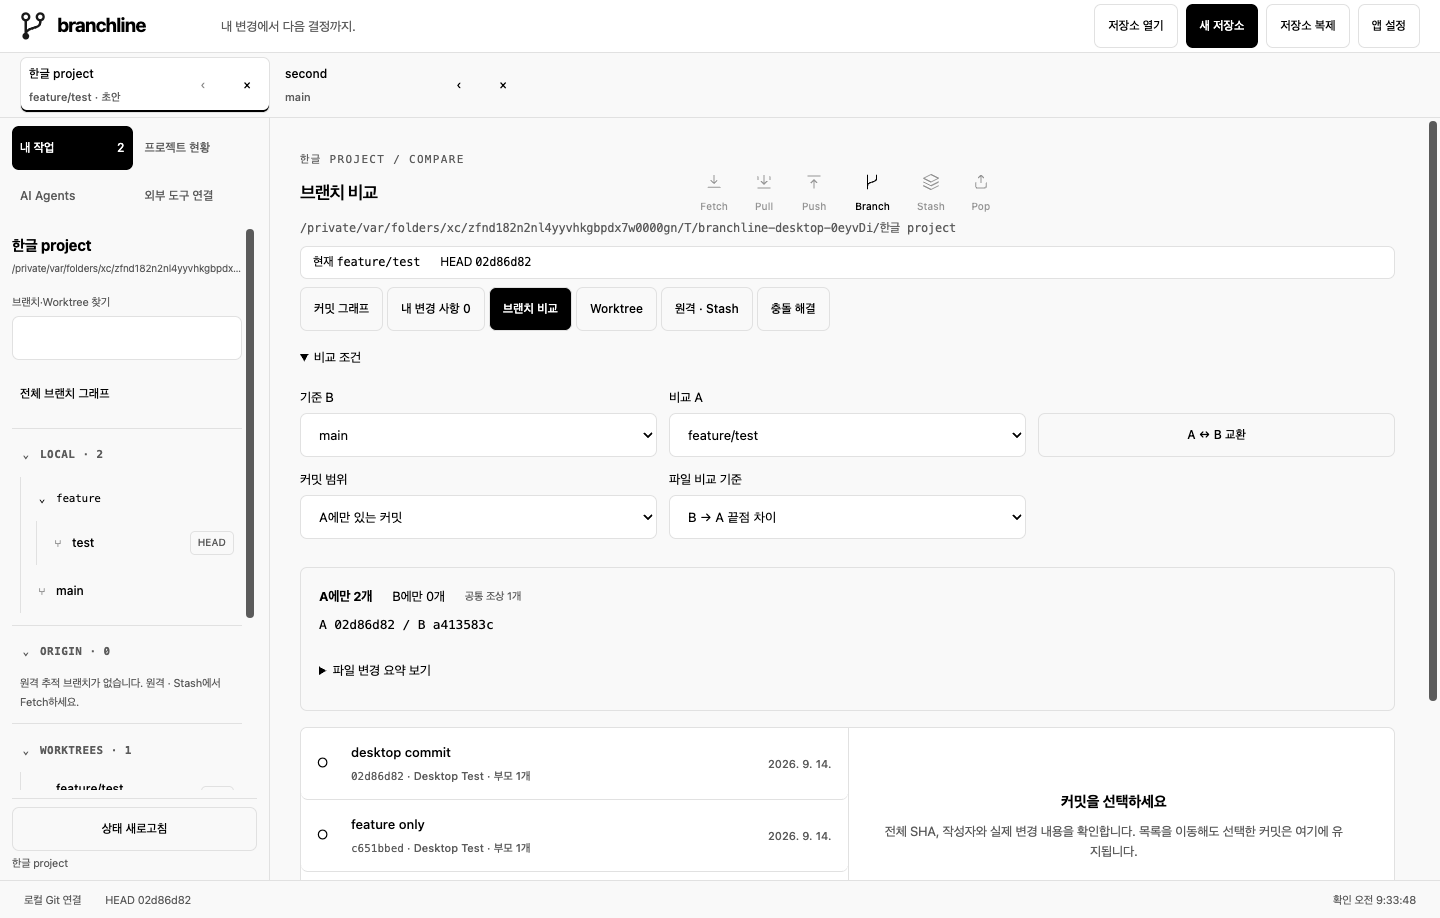 branchline
내 변경에서 다음 결정까지.
저장소 열기
새 저장소
저장소 복제
앱 설정
한글 project
feature/test · 초안
second
main
내 작업 2
프로젝트 현황
AI Agents
외부 도구 연결
한글 project
/private/var/folders/xc/zfnd182n2nl4yyvhkgbpdx...
브랜치·Worktree 찾기
전체 브랜치 그래프
LOCAL · 2
feature
test HEAD
main
ORIGIN · 0
원격 추적 브랜치가 없습니다. 원격 · Stash에서
Fetch하세요.
WORKTREES · 1
feature/test
상태 새로고침
한글 project
한글 PROJECT / COMPARE
브랜치 비교
Fetch
Pull
Push
Branch
Stash
Pop
/private/var/folders/xc/zfnd182n2nl4yyvhkgbpdx7w0000gn/T/branchline-desktop-0eyvDi/한글 project
현재 feature/test HEAD 02d86d82
커밋 그래프
내 변경 사항 0
브랜치 비교
Worktree
원격 · Stash
충돌 해결
▼ 비교 조건
기준 B
비교 A
main
feature/test
A ↔ B 교환
커밋 범위
파일 비교 기준
A에만 있는 커밋
B → A 끝점 차이
A에만 2개 B에만 0개 공통 조상 1개
A 02d86d82 / B a413583c
▶ 파일 변경 요약 보기
desktop commit
02d86d82 · Desktop Test · 부모 1개
2026. 9. 14.
feature only
c651bbed · Desktop Test · 부모 1개
2026. 9. 14.
커밋을 선택하세요
전체 SHA, 작성자와 실제 변경 내용을 확인합니다. 목록을 이동해도 선택한 커밋은 여기에 유
지됩니다.
로컬 Git 연결
HEAD 02d86d82
확인 오전 9:33:48